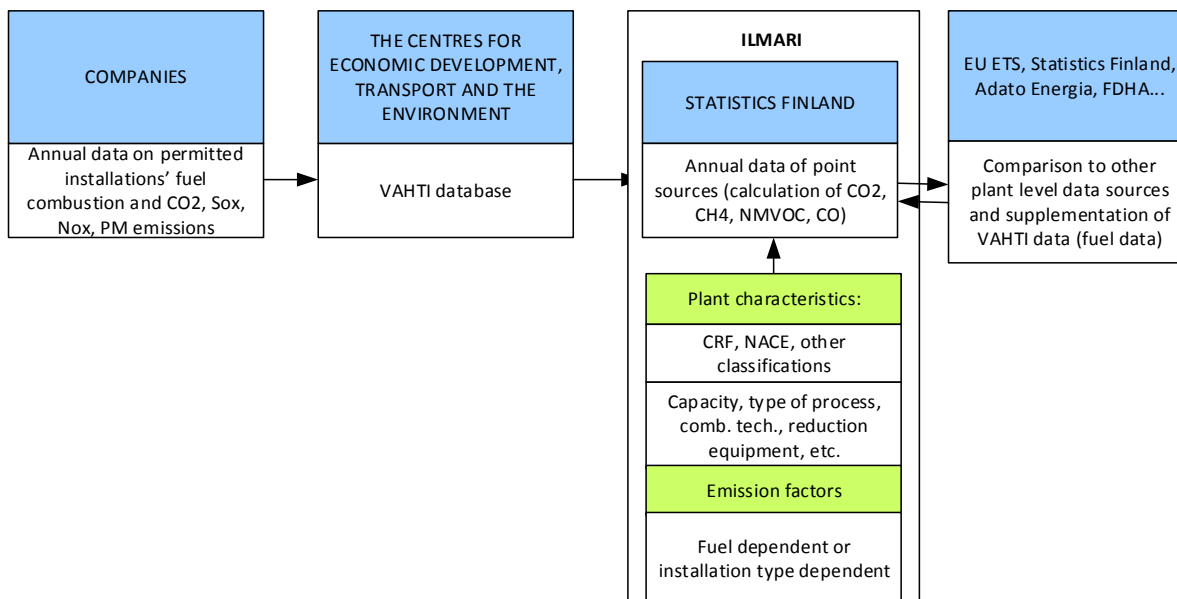 COMPANIES
Annual data on permitted
installations' fuel
combustion and CO2, Sox,
Nox, PM emissions
THE CENTRES FOR
ECONOMIC DEVELOPMENT,
TRANSPORT AND THE
ENVIRONMENT
VAHTI database
ILMARI
STATISTICS FINLAND
Annual data of point
sources (calculation of CO2,
CH4, NMVOC, CO)
Plant characteristics:
CRF, NACE, other
classifications
Capacity, type of process,
comb. tech., reduction
equipment, etc.
Emission factors
Fuel dependent or
installation type dependent
EU ETS, Statistics Finland,
Adato Energia, FDHA...
Comparison to other
plant level data sources
and supplementation of
VAHTI data (fuel data)